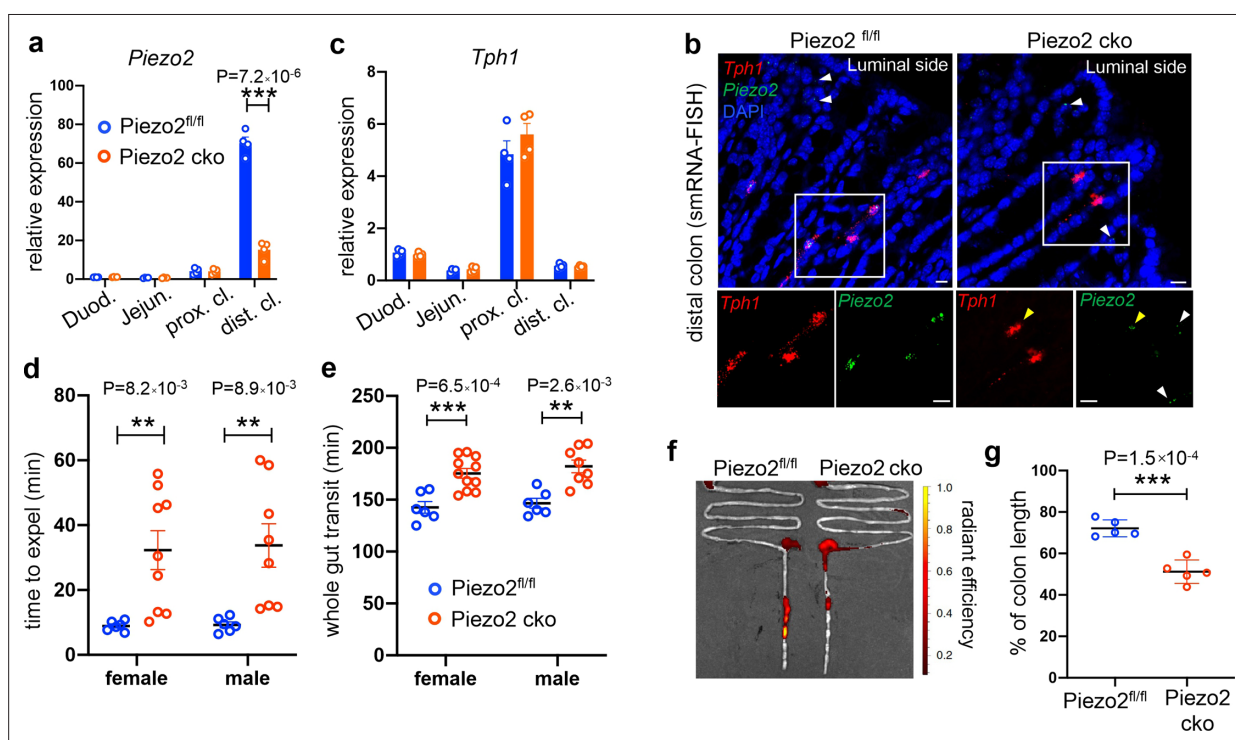 a
Piezo2
P=7.2×10-6
***
relative expression
100
80
60
40
20
0
Piezo2fl/fl
Piezo2 cko
Duod.
Jejun.
prox. cl.
dist. cl.
c
Tph1
relative expression
8
6
4
2
0
Duod.
Jejun.
prox. cl.
dist. cl.
b
Piezo2 fl/fl
Piezo2 cko
distal colon (smRNA-FISH)
Tph1
Piezo2
DAPI
Luminal side
Luminal side
Tph1
Piezo2
Tph1
Piezo2
d
P=8.2×10-3
P=8.9×10-3
**
**
time to expel (min)
80
60
40
20
0
female
male
e
P=6.5×10-4
P=2.6×10-3
***
**
whole gut transit (min)
250
200
150
100
50
0
Piezo2fl/fl
Piezo2 cko
female
male
f
Piezo2fl/fl
Piezo2 cko
1.0
0.8
0.6
0.4
0.2
radiant efficiency
g
P=1.5×10-4
***
% of colon length
100
80
60
40
20
0
Piezo2fl/fl
Piezo2
cko